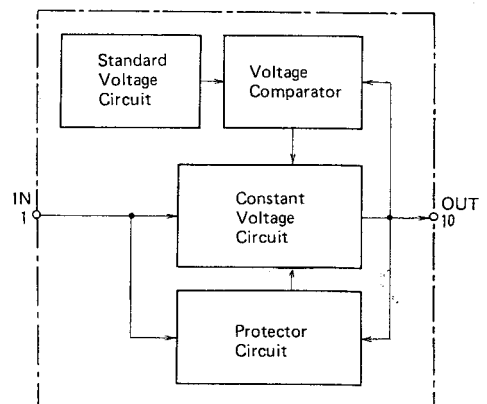 Standard
Voltage
Circuit
Voltage
Comparator
IN
1
Constant
Voltage
Circuit
OUT
10
Protector
Circuit